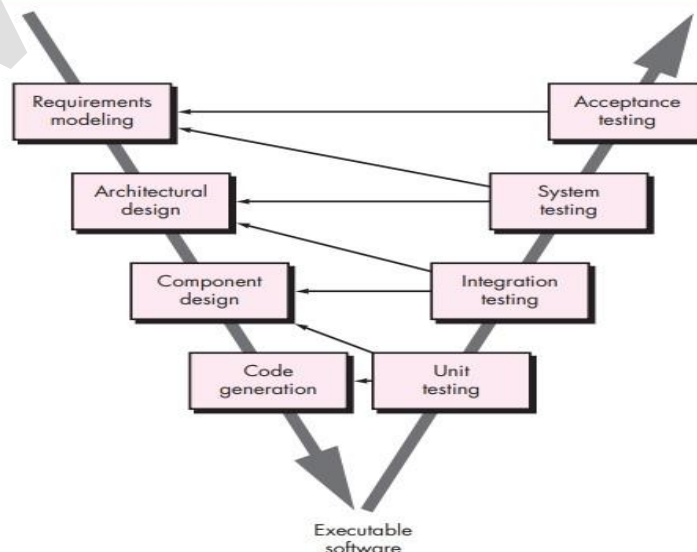 Requirements
modeling
Acceptance
testing
Architectural
design
System
testing
Component
design
Integration
testing
Code
generation
Unit
testing
Executable
software